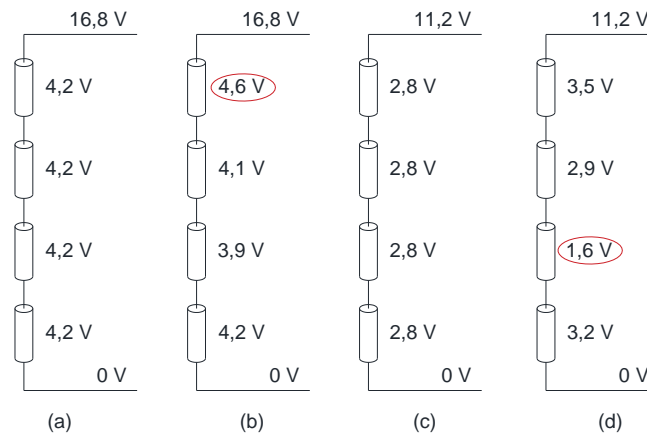 16,8 V
4,2 V
4,2 V
4,2 V
4,2 V
0 V
(a)
16,8 V
4,6 V
4,1 V
3,9 V
4,2 V
0 V
(b)
11,2 V
2,8 V
2,8 V
2,8 V
2,8 V
0 V
(c)
11,2 V
3,5 V
2,9 V
1,6 V
3,2 V
0 V
(d)